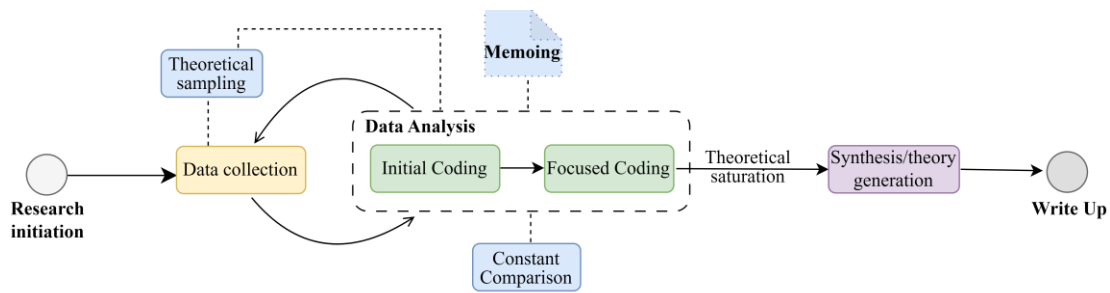 Theoretical
sampling
Memoing
Data Analysis
Research
initiation
Data collection
Initial Coding
Focused Coding
Theoretical
saturation
Synthesis/theory
generation
Write Up
Constant
Comparison